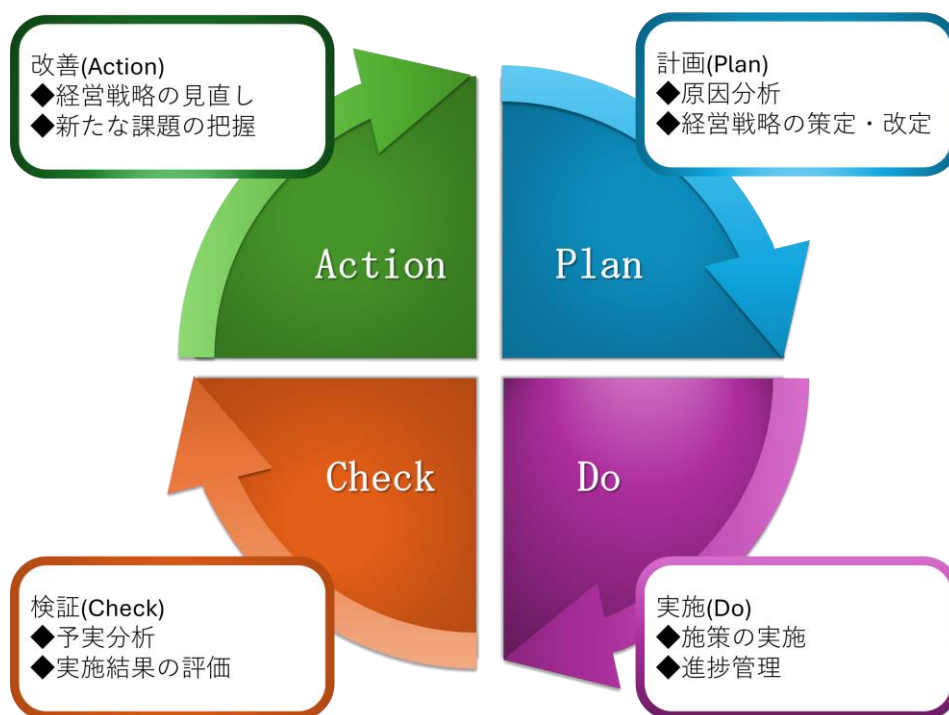 改善(Action)
◆経営戦略の見直し
◆新たな課題の把握
計画(Plan)
◆原因分析
◆経営戦略の策定・改定
Action
Plan
Check
Do
検証(Check)
◆予実分析
◆実施結果の評価
実施(Do)
◆施策の実施
◆進捗管理